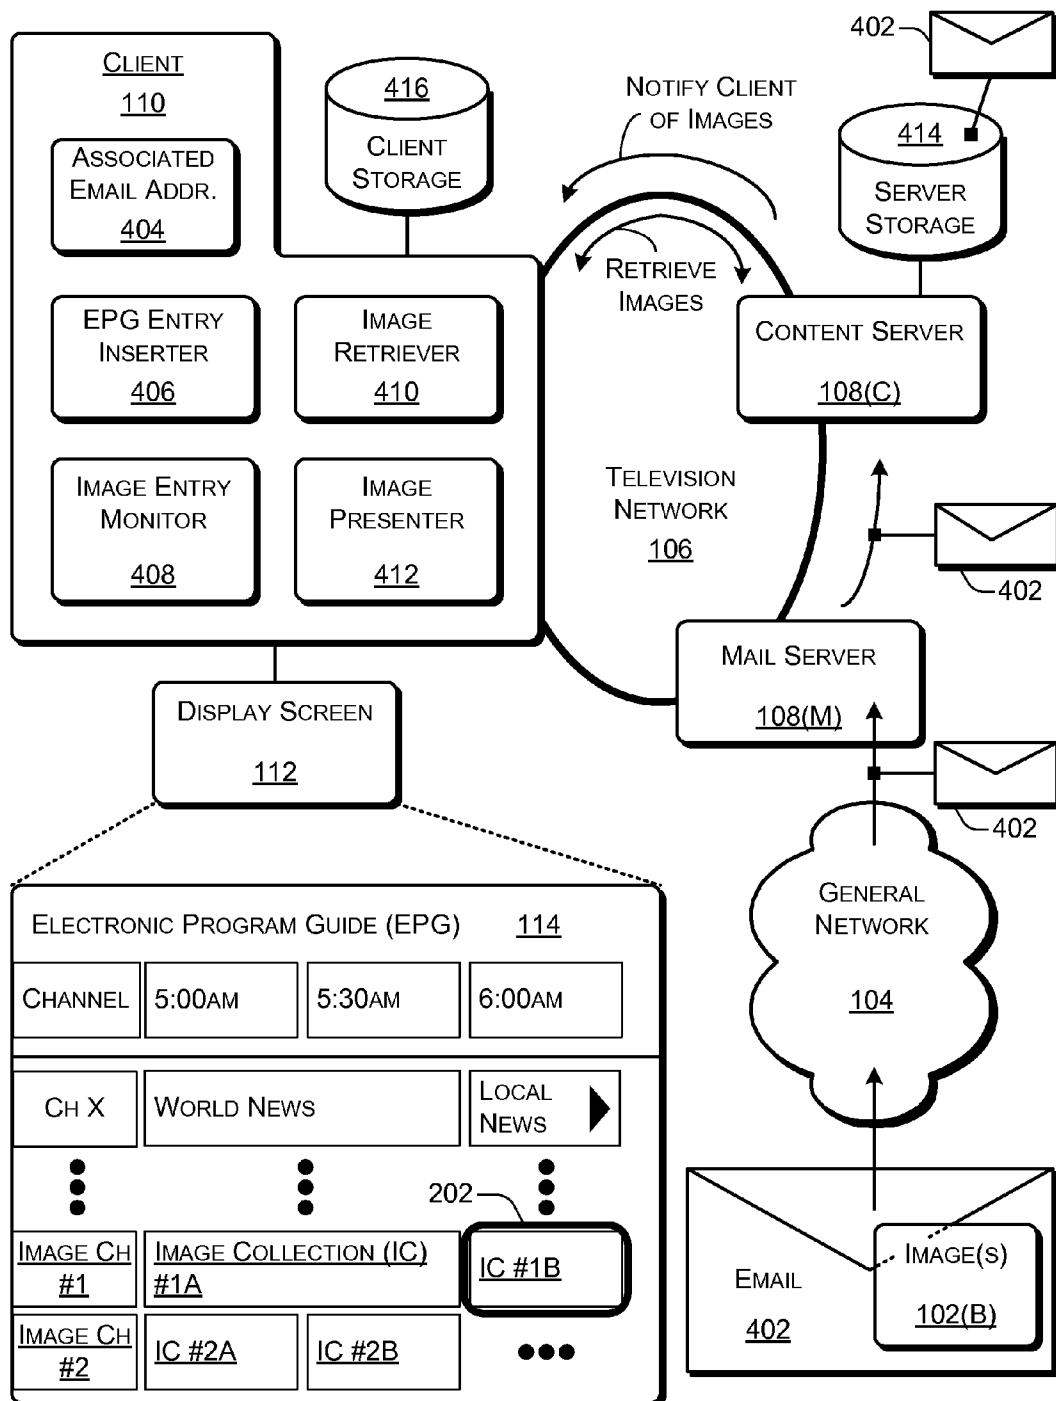 CLIENT
110
ASSOCIATED
EMAIL ADDR.
404
416
CLIENT
STORAGE
NOTIFY CLIENT
OF IMAGES
RETRIEVE
IMAGES
402
414
SERVER
STORAGE
EPG ENTRY
INSERTER
406
IMAGE
RETRIEVER
410
CONTENT SERVER
108(C)
IMAGE ENTRY
MONITOR
408
IMAGE
PRESENTER
412
TELEVISION
NETWORK
106
402
MAIL SERVER
108(M)
DISPLAY SCREEN
112
402
GENERAL
NETWORK
104
ELECTRONIC PROGRAM GUIDE (EPG) 114
CHANNEL 5:00AM 5:30AM 6:00AM
CH X WORLD NEWS LOCAL
NEWS
202
IMAGE CH
#1
IMAGE COLLECTION (IC)
#1A
IC #1B
IMAGE CH
#2
IC #2A IC #2B
EMAIL
402
IMAGE(S)
102(B)